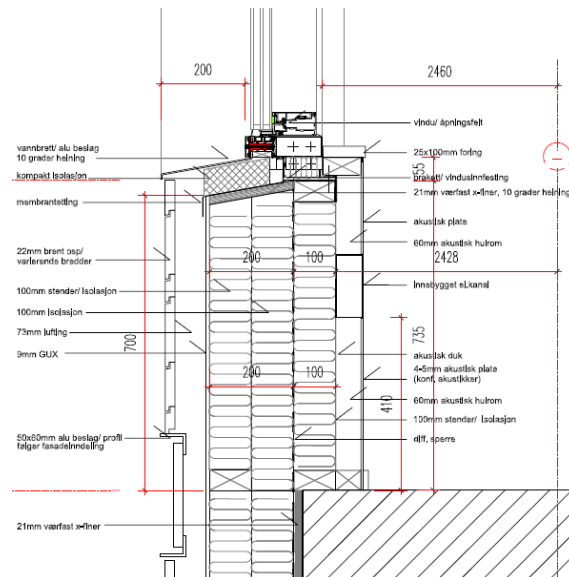 200
2460
vindu/ åpningsfelt
vannbrett/ alu beslag
10 grader helning
25x100mm foring
kompakt isolasjon
155
brakett/ vindusinnfesting
21mm værfast x-finer, 10 grader helning
membrantetting
akustisk plate
22mm brent osp/
varierende bredder
60mm akustisk hulrom
200
100
2428
100mm stender/ isolasjon
innebygget el.kanal
100mm isolasjon
73mm lufting
700
735
9mm GUX
akustisk duk
4-5mm akustisk plate
(konf. akustikker)
200
100
60mm akustisk hulrom
410
100mm stender/ isolasjon
50x60mm alu beslag/ profil
følger fasadeinndeling
diff. sperre
21mm værfast x-finer